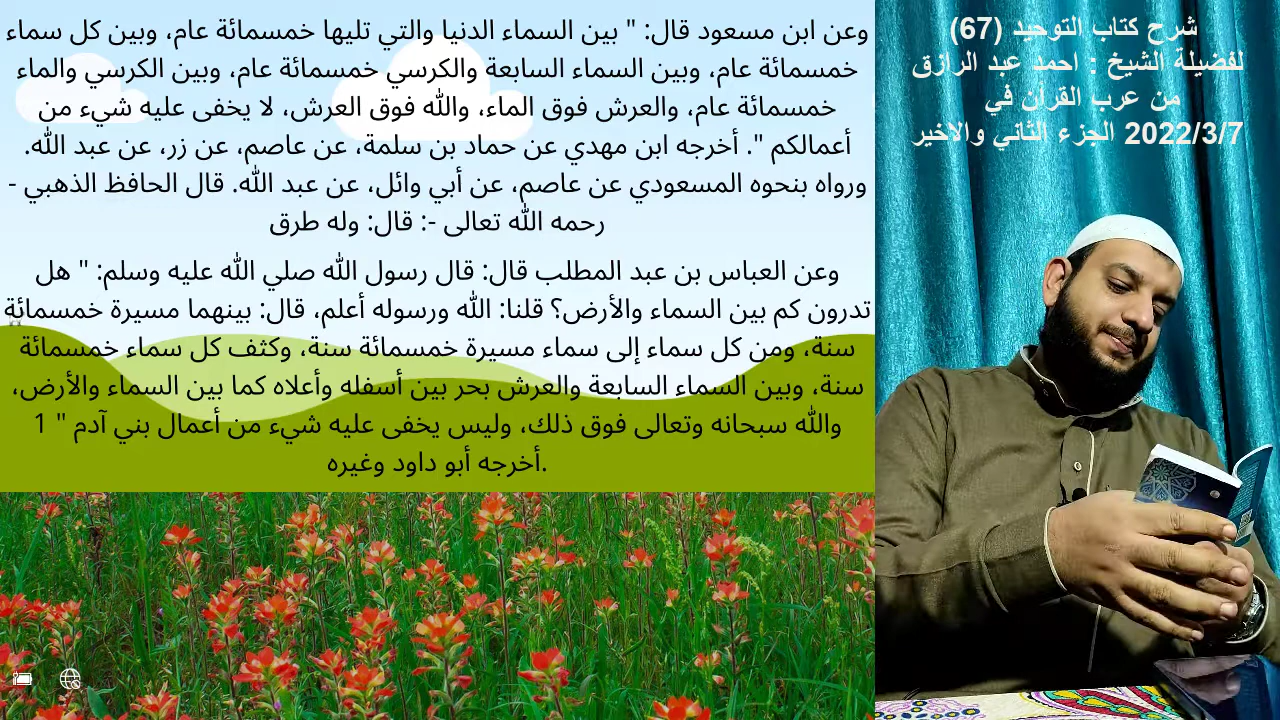 شرح كتاب التوحيد (67)
لفضيلة الشيخ : احمد عبد الرازق
من عرب القران في
2022/3/7 الجزء الثاني والاخير
وعن ابن مسعود قال: " بين السماء الدنيا والتي تليها خمسمائة عام، وبين كل سماء
خمسمائة عام، وبين السماء السابعة والكرسي خمسمائة عام، وبين الكرسي والماء
خمسمائة عام، والعرش فوق الماء، والله فوق العرش، لا يخفى عليه شيء من
أعمالكم ". أخرجه ابن مهدي عن حماد بن سلمة، عن عاصم، عن زر، عن عبد الله.
ورواه بنحوه المسعودي عن عاصم، عن أبي وائل، عن عبد الله. قال الحافظ الذهبي -
رحمه الله تعالى -: قال: وله طرق
وعن العباس بن عبد المطلب قال: قال رسول الله صلي الله عليه وسلم: " هل
تدرون كم بين السماء والأرض؟ قلنا: الله ورسوله أعلم، قال: بينهما مسيرة خمسمائة
سنة، ومن كل سماء إلى سماء مسيرة خمسمائة سنة، وكثف كل سماء خمسمائة
سنة، وبين السماء السابعة والعرش بحر بين أسفله وأعلاه كما بين السماء والأرض،
والله سبحانه وتعالى فوق ذلك، وليس يخفى عليه شيء من أعمال بني آدم " 1
.أخرجه أبو داود وغيره